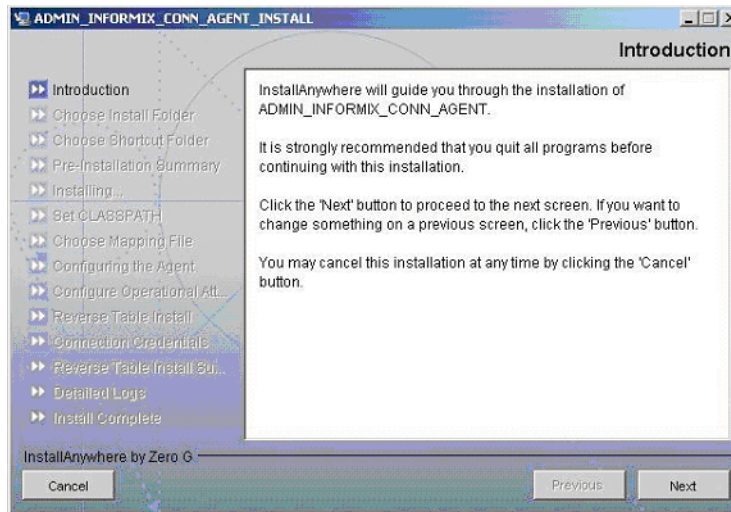 ADMIN_INFORMIX_CONN_AGENT_INSTALL
Introduction
Introduction
Choose Install Folder
Choose Shortcut Folder
Pre-Installation Summary
Installing...
Set CLASSPATH
Choose Mapping File
Configuring the Agent
Configure Operational Att...
Reverse Table Install
Connection Credentials
Reverse Table Install Su...
Detailed Logs
Install Complete
InstallAnywhere will guide you through the installation of
ADMIN_INFORMIX_CONN_AGENT.
It is strongly recommended that you quit all programs before
continuing with this installation.
Click the 'Next' button to proceed to the next screen. If you want to
change something on a previous screen, click the 'Previous' button.
You may cancel this installation at any time by clicking the 'Cancel'
button.
InstallAnywhere by Zero G
Cancel
Previous
Next